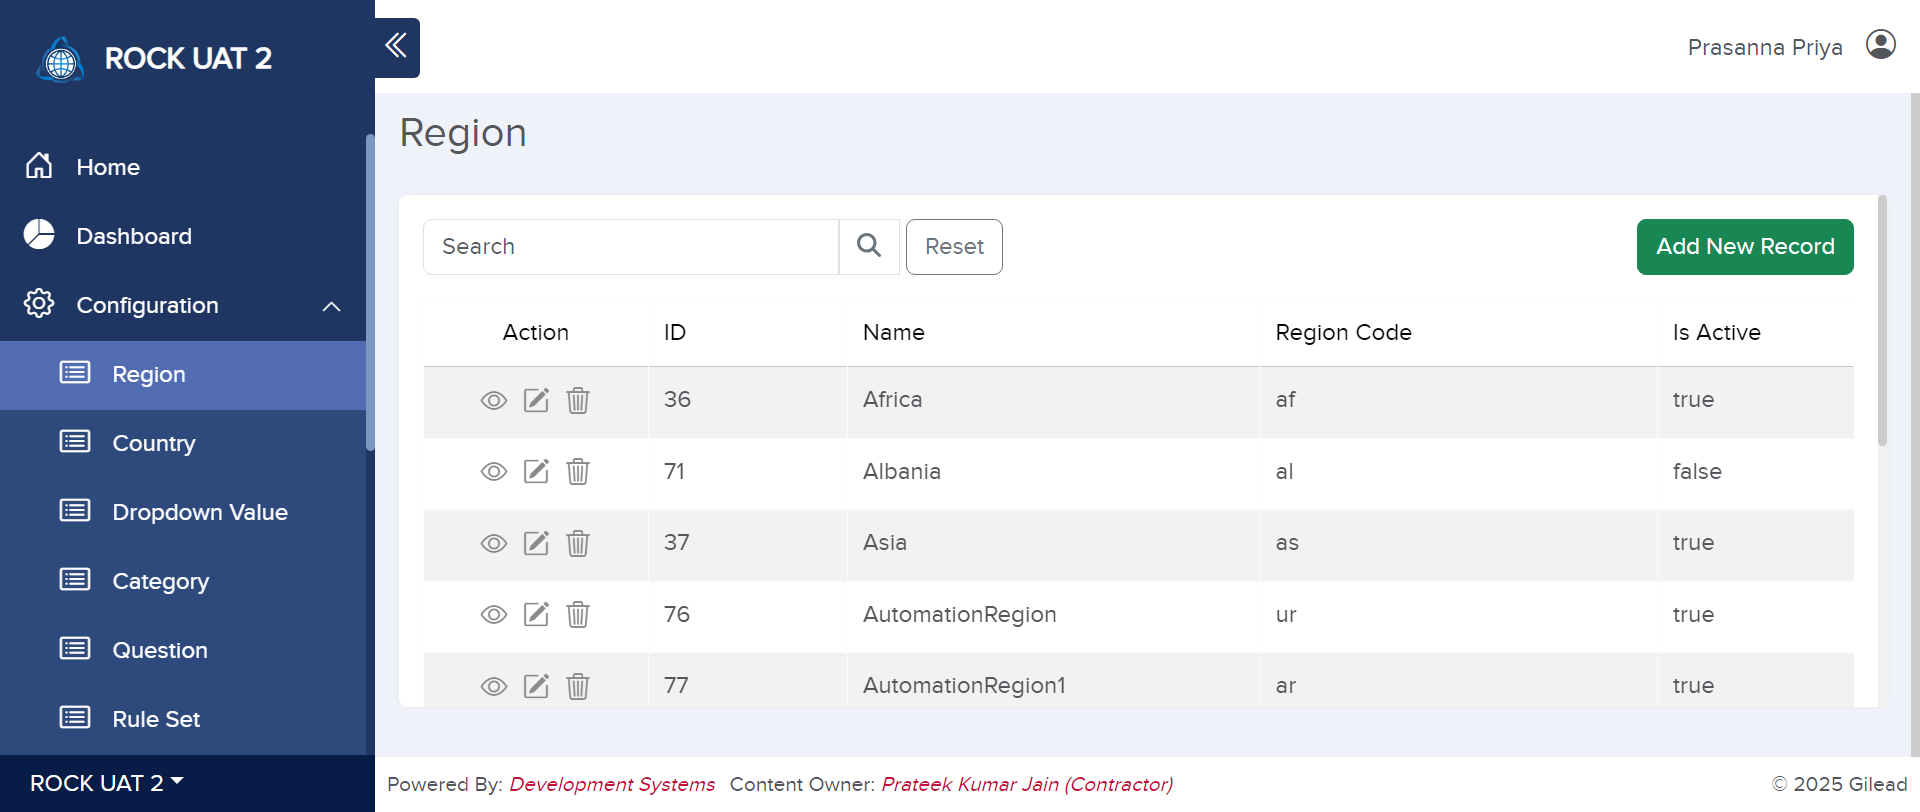 ROCK UAT 2
Prasanna Priya
Home
Dashboard
Configuration
Region
Country
Dropdown Value
Category
Question
Rule Set
ROCK UAT 2
Region
Search
Reset
Add New Record
Action ID Name Region Code Is Active
36 Africa af true
71 Albania al false
37 Asia as true
76 AutomationRegion ur true
77 AutomationRegion1 ar true
Powered By: Development Systems Content Owner: Prateek Kumar Jain (Contractor)
© 2025 Gilead